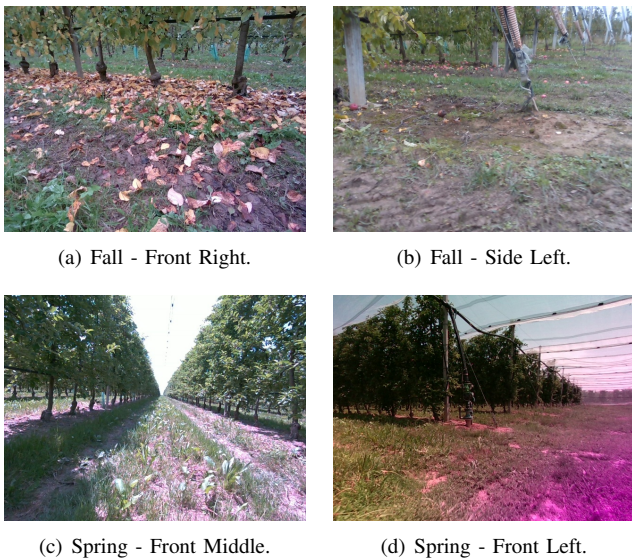 (a) Fall - Front Right.
(b) Fall - Side Left.
(c) Spring - Front Middle.
(d) Spring - Front Left.